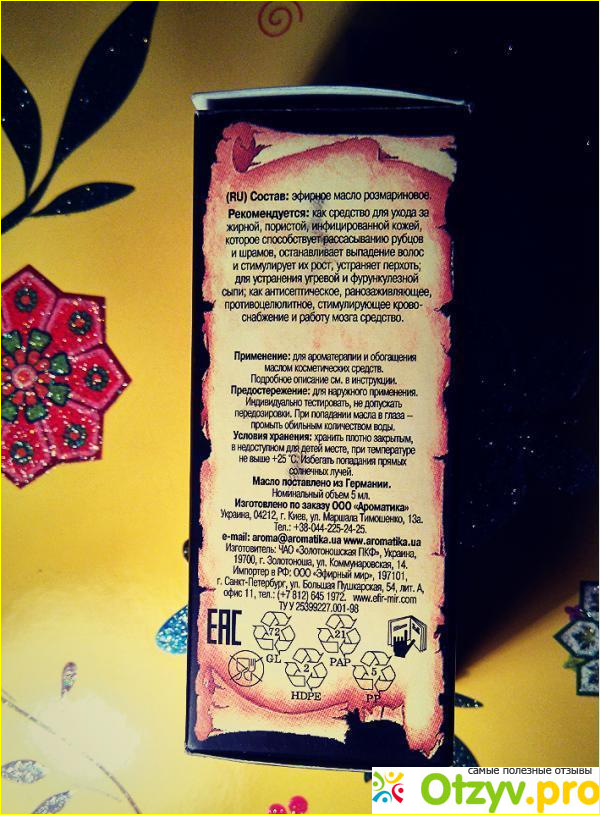 (RU) Состав: эфирное масло розмариновое.
Рекомендуется: как средство для ухода за
жирной, пористой, инфицированной кожей,
которое способствует рассасыванию рубцов
и шрамов, останавливает выпадение волос
и стимулирует их рост, устраняет перхоть;
для устранения угревой и фурункулезной
сыпи; как антисептическое, ранозаживляющее,
противоцелюлитное, стимулирующее крово-
снабжение и работу мозга средство.
Применение: для ароматерапии и обогащения
маслом косметических средств.
Подробное описание см. в инструкции.
Предостережение: для наружного применения.
Индивидуально тестировать, не допускать
передозировки. При попадании масла в глаза –
промыть обильным количеством воды.
Условия хранения: хранить плотно закрытым,
в недоступном для детей месте, при температуре
не выше +25 °С. Избегать попадания прямых
солнечных лучей.
Масло поставлено из Германии.
Номинальный объем 5 мл.
Изготовлено по заказу ООО «Ароматика»
Украина, 04212, г. Киев, ул. Маршала Тимошенко, 13а.
Тел.: +38-044-225-24-25.
e-mail: aroma@aromatika.ua www.aromatika.ua
Изготовитель: ЧАО «Золотоношская ПКФ», Украина,
19700, г. Золотоноша, ул. Коммунаровская, 14.
Импортер в РФ: ООО «Эфирный мир», 197101,
г. Санкт-Петербург, ул. Большая Пушкарская, 54, лит. А,
офис 11, тел.: (+7 812) 645 1972. www.efir-mir.com
ТУ У 25399227.001-98
EAC
72
GL
21
PAP
2
HDPE
5
PP
самые полезные отзывы
Otzyv.pro